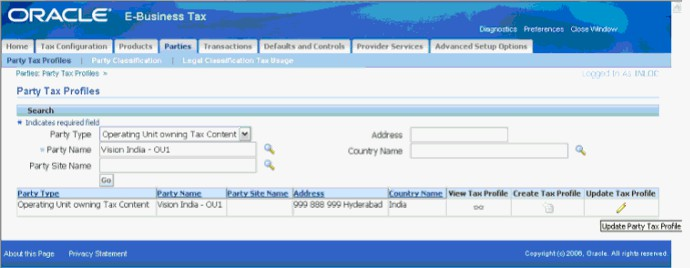 ORACLE® E-Business Tax
Diagnostics Preferences Close Window
Home Tax Configuration Products Parties Transactions Defaults and Controls Provider Services Advanced Setup Options
Party Tax Profiles | Party Classification | Legal Classification Tax Usage
Parties: Party Tax Profiles > Logged In As INLOC
Party Tax Profiles
Search
* Indicates required field
Party Type Operating Unit owning Tax Content Address
* Party Name Vision India - OU1 Country Name
Party Site Name
Go
Party Type Party Name Party Site Name Address Country Name View Tax Profile Create Tax Profile Update Tax Profile
Operating Unit owning Tax Content Vision India - OU1 999 888 999 Hyderabad India
Update Party Tax Profile
About this Page Privacy Statement Copyright (c) 2006, Oracle. All rights reserved.